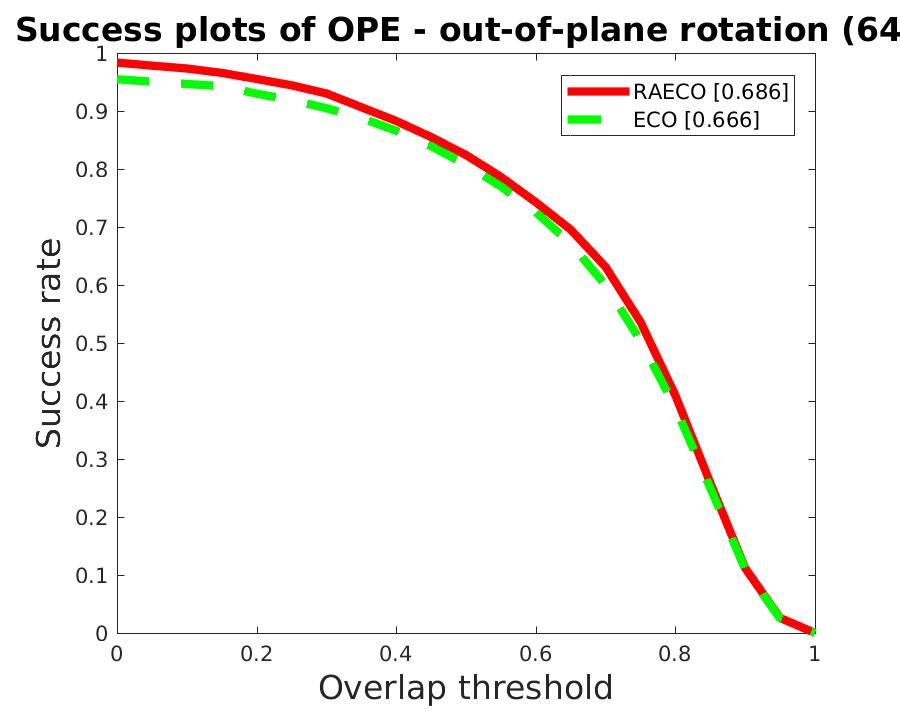 Success plots of OPE - out-of-plane rotation (64
1
0.9
0.8
0.7
0.6
0.5
0.4
0.3
0.2
0.1
0
Success rate
RAECO [0.686]
ECO [0.666]
0 0.2 0.4 0.6 0.8 1
Overlap threshold